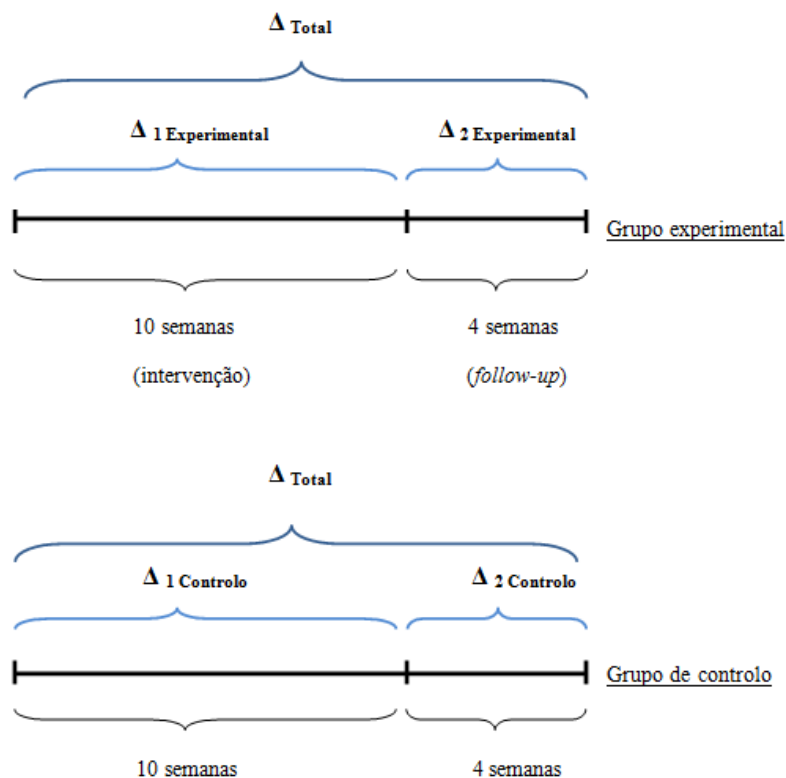 Δ Total
Δ 1 Experimental Δ 2 Experimental
Grupo experimental
10 semanas 4 semanas
(intervenção) (follow-up)
Δ Total
Δ 1 Controlo Δ 2 Controlo
Grupo de controlo
10 semanas 4 semanas